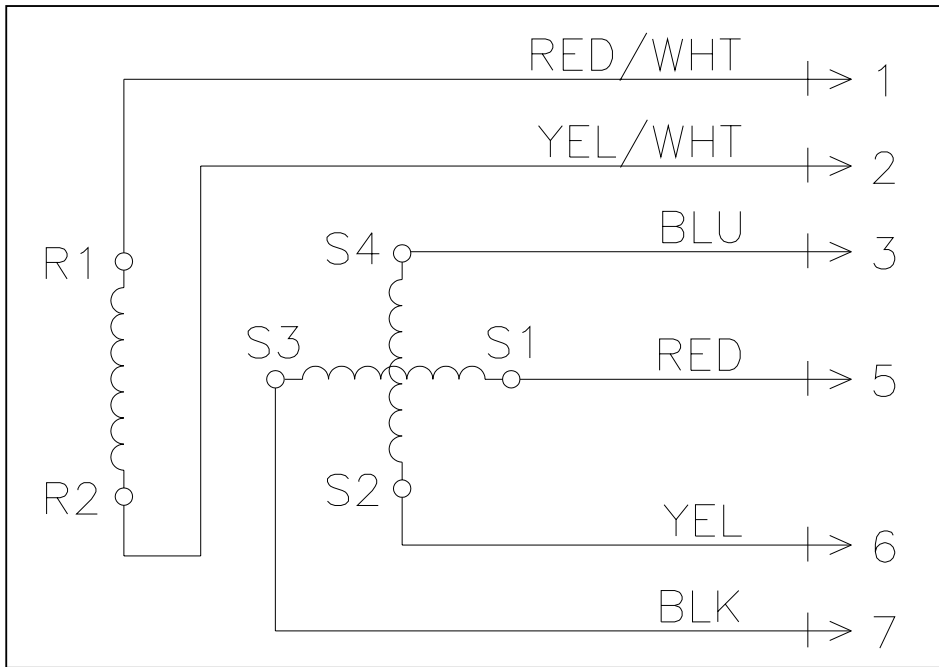 RED/WHT 1
YEL/WHT 2
BLU 3
S4
R1
S3 S1 RED 5
R2 S2
YEL 6
BLK 7